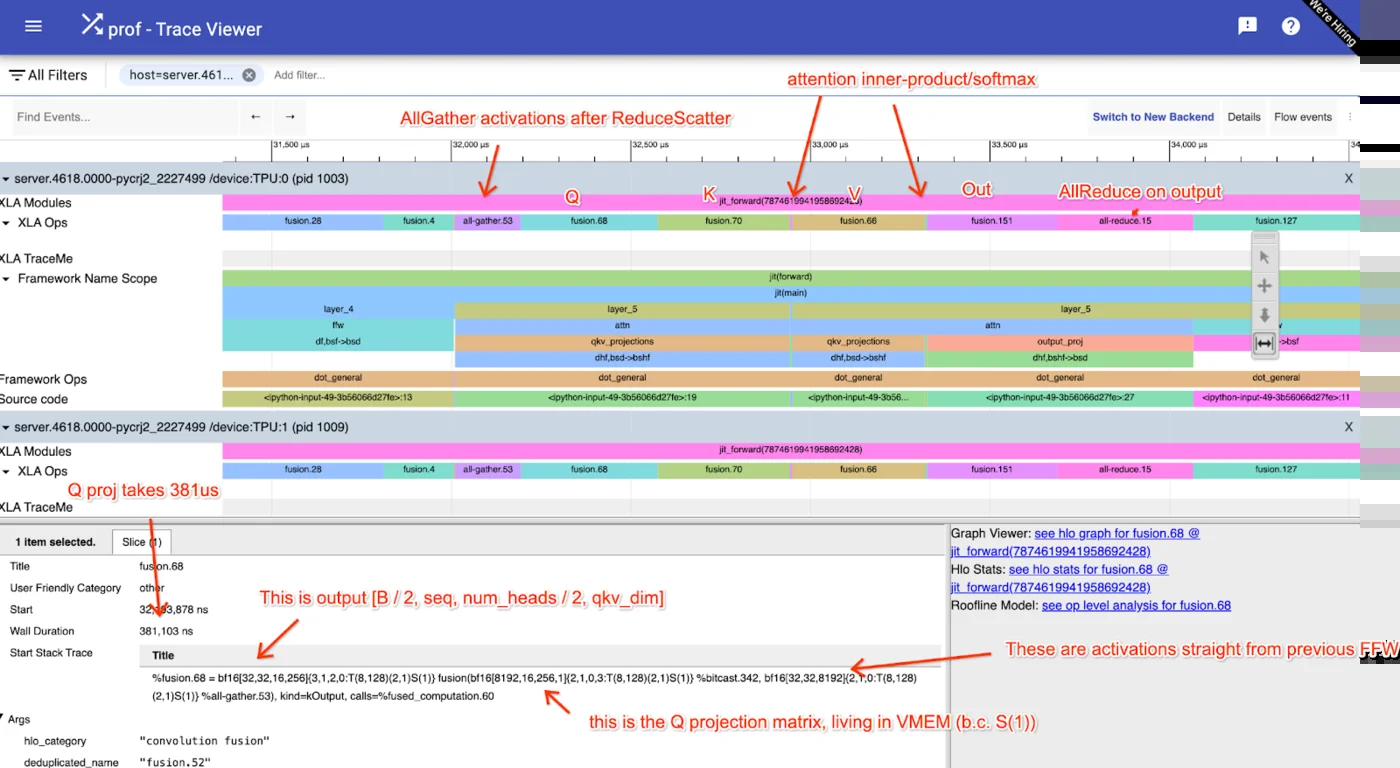 prof - Trace Viewer
We're Hiring
All Filters
host=server.461...
Add filter...
attention inner-product/softmax
Find Events...
←
→
AllGather activations after ReduceScatter
Switch to New Backend
Details
Flow events
31,500 µs
32,000 µs
32,500 µs
33,000 µs
33,500 µs
34,000 µs
34
server.4618.0000-pycrj2_2227499 /device:TPU:0 (pid 1003)
X
Q
K
V
Out
AllReduce on output
XLA Modules
jit_forward(7874619941958692428)
XLA Ops
fusion.28
fusion.4
all-gather.53
fusion.68
fusion.70
fusion.66
fusion.151
all-reduce.15
fusion.127
XLA TraceMe
Framework Name Scope
jit(forward)
jit(main)
layer_4
layer_5
layer_5
ffw
attn
attn
w
df,bsf->bsd
qkv_projections
qkv_projections
output_proj
->bsf
dhf,bsd->bshf
dhf,bsd->bshf
dhf,bshf->bsd
Framework Ops
dot_general
dot_general
dot_general
dot_general
dot_general
Source code
<ipython-input-49-3b56066d27fe>:13
<ipython-input-49-3b56066d27fe>:19
<ipython-input-49-3b56...
<ipython-input-49-3b56066d27fe>:27
<ipython-input-49-3b56066d27fe>:11
server.4618.0000-pycrj2_2227499 /device:TPU:1 (pid 1009)
X
XLA Modules
jit_forward(7874619941958692428)
XLA Ops
fusion.28
fusion.4
all-gather.53
fusion.68
fusion.70
fusion.66
fusion.151
all-reduce.15
fusion.127
Q proj takes 381us
XLA TraceMe
1 item selected.
Slice (1)
Title
fusion.68
User Friendly Category
other
Start
878 ns
Wall Duration
381,103 ns
Start Stack Trace
Title
This is output [B / 2, seq, num_heads / 2, qkv_dim]
%fusion.68 = bf16[32,32,16,256]{3,1,2,0:T(8,128)(2,1)S(1)} fusion(bf16[8192,16,256,1]{2,1,0,3:T(8,128)(2,1)S(1)} %bitcast.342, bf16[32,32,8192]{2,1,0:T(8,128)
(2,1)S(1)} %all-gather.53), kind=kOutput, calls=%fused_computation.60
this is the Q projection matrix, living in VMEM (b.c. S(1))
Args
hlo_category
"convolution fusion"
deduplicated_name
"fusion.52"
Graph Viewer: see hlo graph for fusion.68 @
jit_forward(7874619941958692428)
Hlo Stats: see hlo stats for fusion.68 @
jit_forward(7874619941958692428)
Roofline Model: see op level analysis for fusion.68
These are activations straight from previous FFW